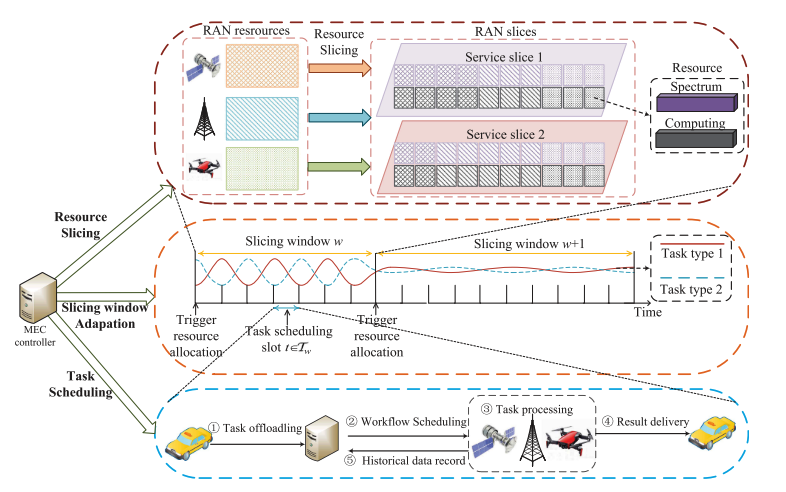 RAN resrources
Resource
Slicing
RAN slices
Service slice 1
Service slice 2
Resource
Spectrum
Computing
Resource
Slicing
Slicing window w
Slicing window w+1
Task type 1
Task type 2
Time
MEC
controller
Slicing window
Adapation
Trigger
resource
allocation
Task scheduling
slot t∈𝒯w
Trigger
resource
allocation
Task
Scheduling
① Task offloadling
② Workflow Scheduling
③ Task processing
④ Result delivery
⑤ Historical data record